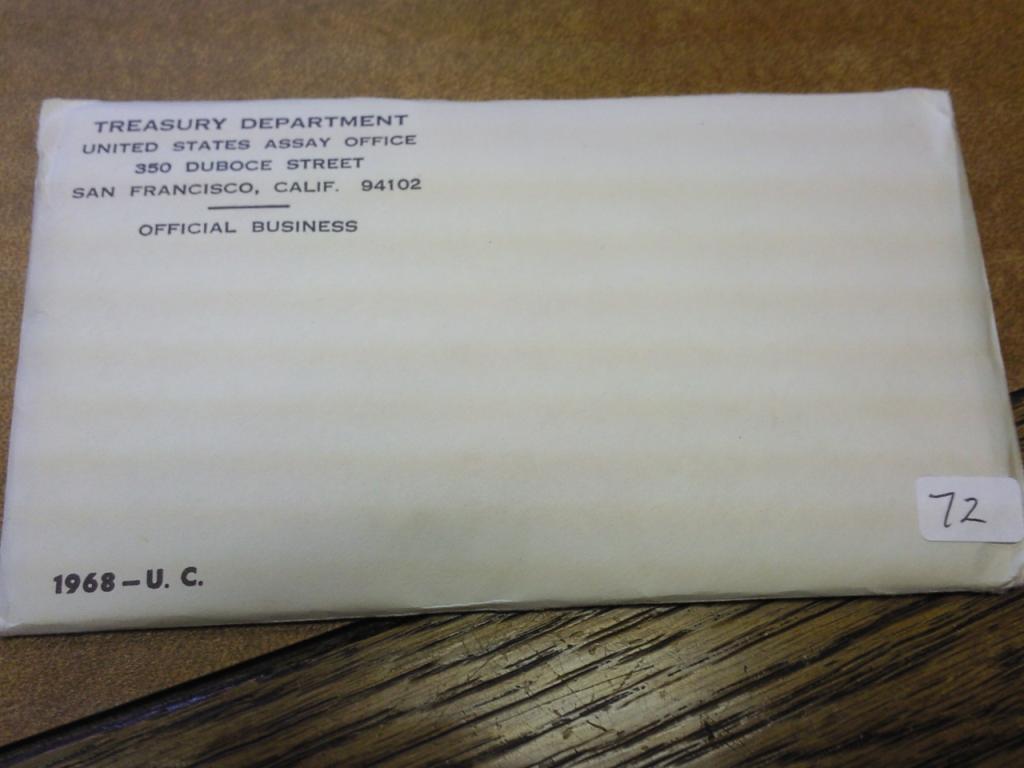 TREASURY DEPARTMENT
UNITED STATES ASSAY OFFICE
350 DUBOCE STREET
SAN FRANCISCO, CALIF. 94102
OFFICIAL BUSINESS
72
1968-U. C.